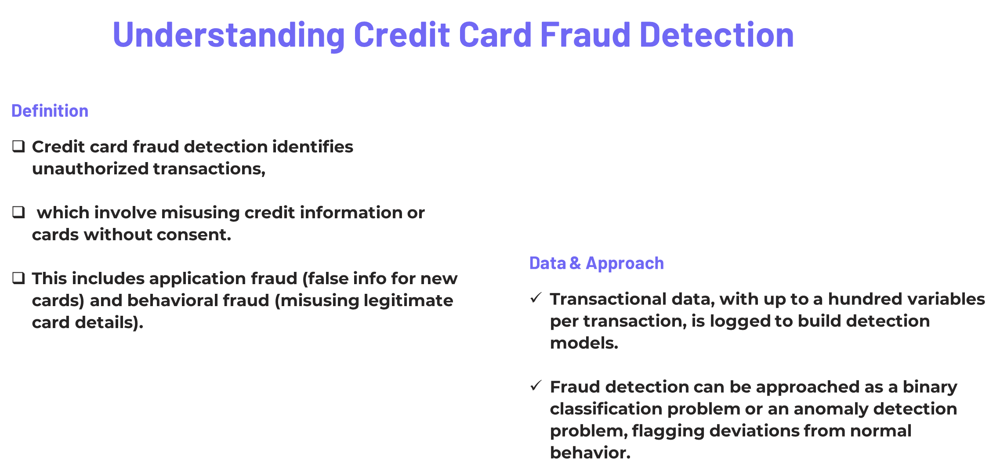 Understanding Credit Card Fraud Detection
Definition
❑ Credit card fraud detection identifies
unauthorized transactions,
❑ which involve misusing credit information or
cards without consent.
❑ This includes application fraud (false info for new
cards) and behavioral fraud (misusing legitimate
card details).
Data & Approach
✓ Transactional data, with up to a hundred variables
per transaction, is logged to build detection
models.
✓ Fraud detection can be approached as a binary
classification problem or an anomaly detection
problem, flagging deviations from normal
behavior.